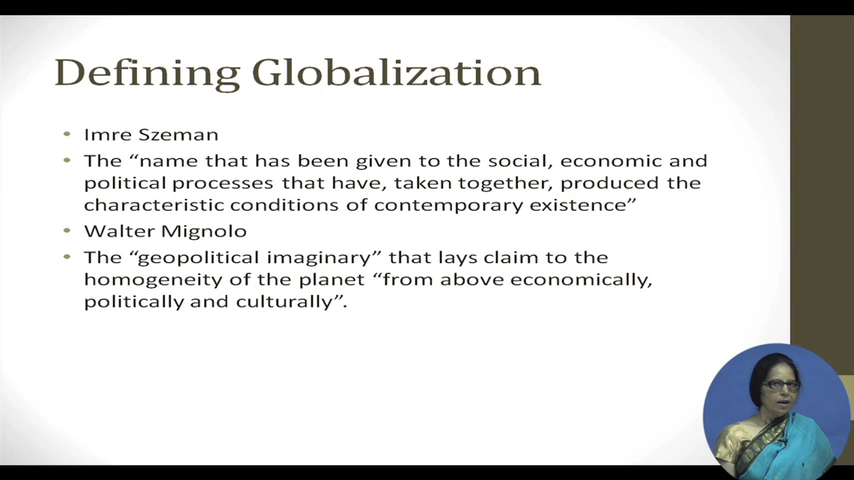 Defining Globalization
• Imre Szeman
• The “name that has been given to the social, economic and
political processes that have, taken together, produced the
characteristic conditions of contemporary existence”
• Walter Mignolo
• The “geopolitical imaginary” that lays claim to the
homogeneity of the planet “from above economically,
politically and culturally”.